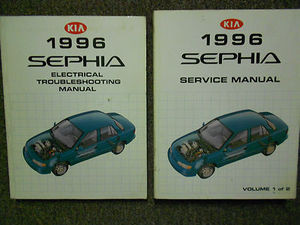 KIA
1996
SEPHIA
ELECTRICAL
TROUBLESHOOTING
MANUAL
KIA
1996
SEPHIA
SERVICE MANUAL
VOLUME 1 of 2